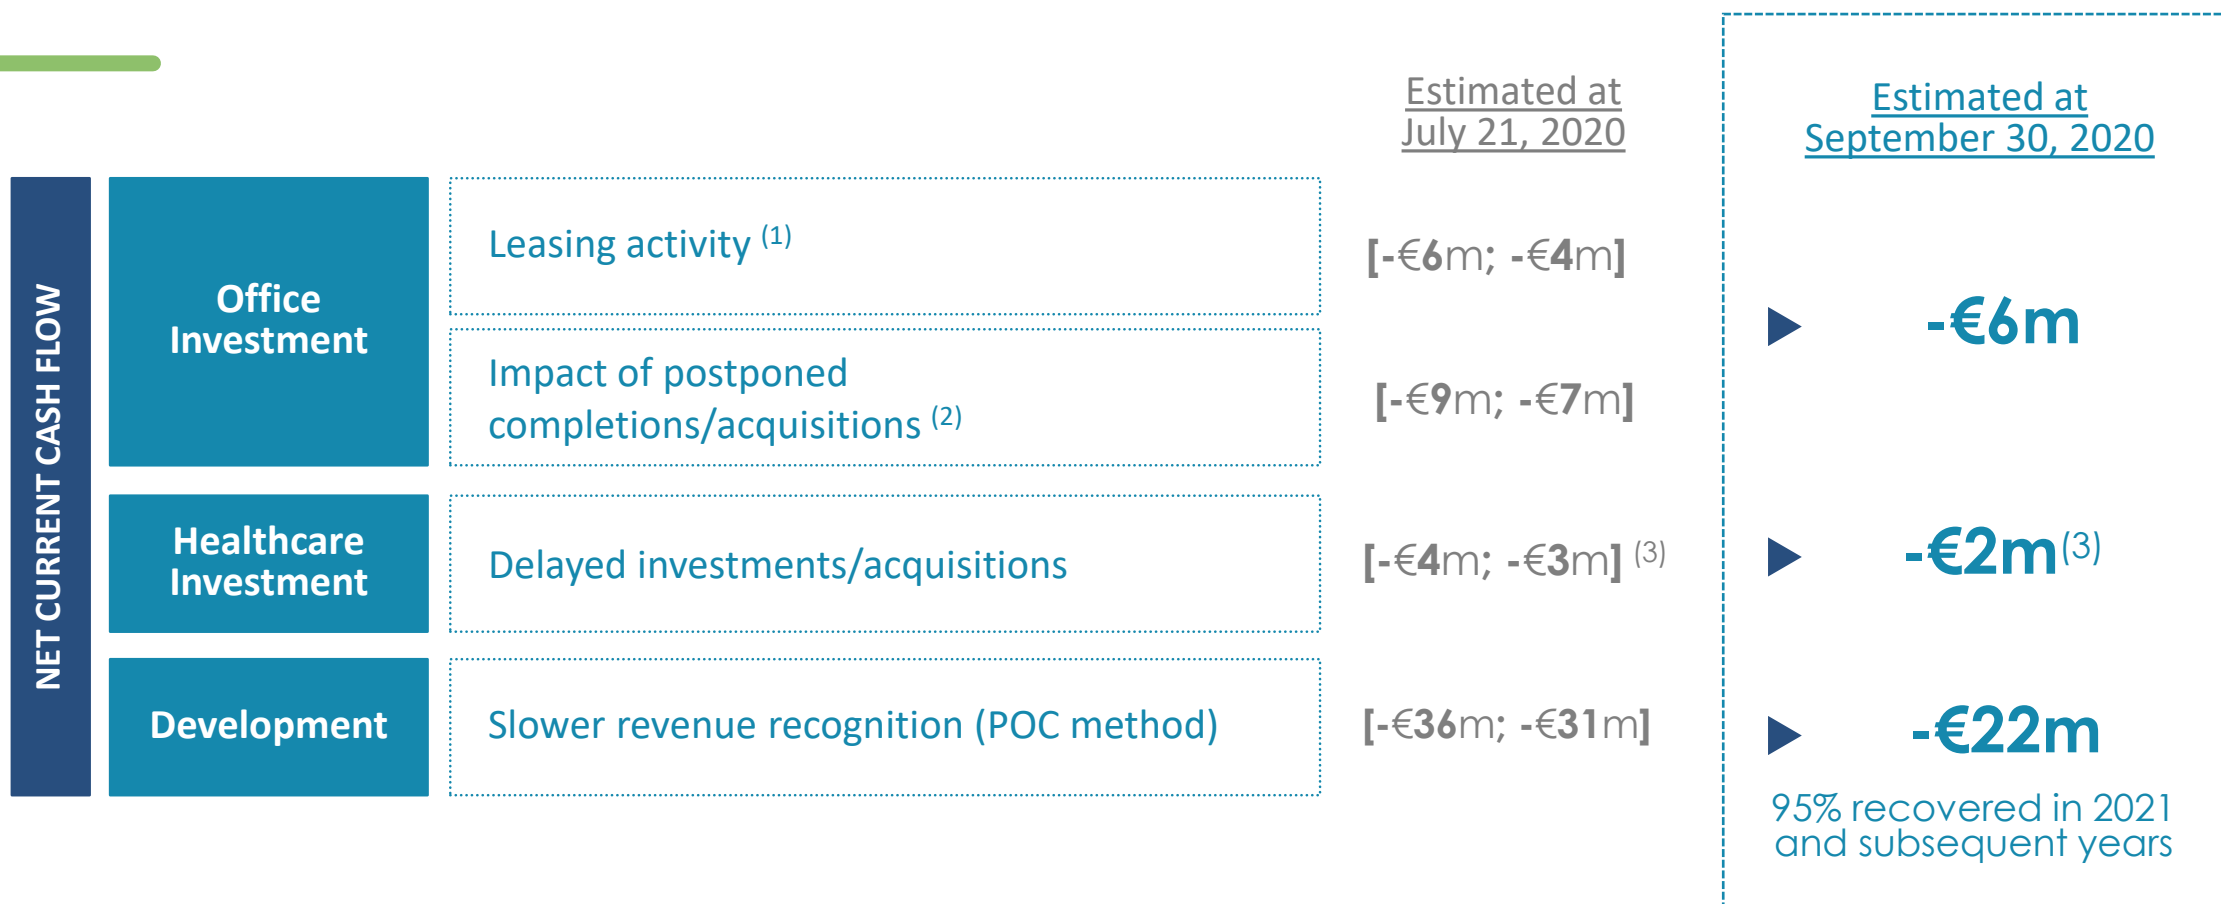 Estimated at
July 21, 2020
Estimated at
September 30, 2020
NET CURRENT CASH FLOW
Office
Investment
Leasing activity (1)
[-€6m; -€4m]
Impact of postponed
completions/acquisitions (2)
[-€9m; -€7m]
-€6m
Healthcare
Investment
Delayed investments/acquisitions
[-€4m; -€3m] (3)
-€2m(3)
Development
Slower revenue recognition (POC method)
[-€36m; -€31m]
-€22m
95% recovered in 2021
and subsequent years